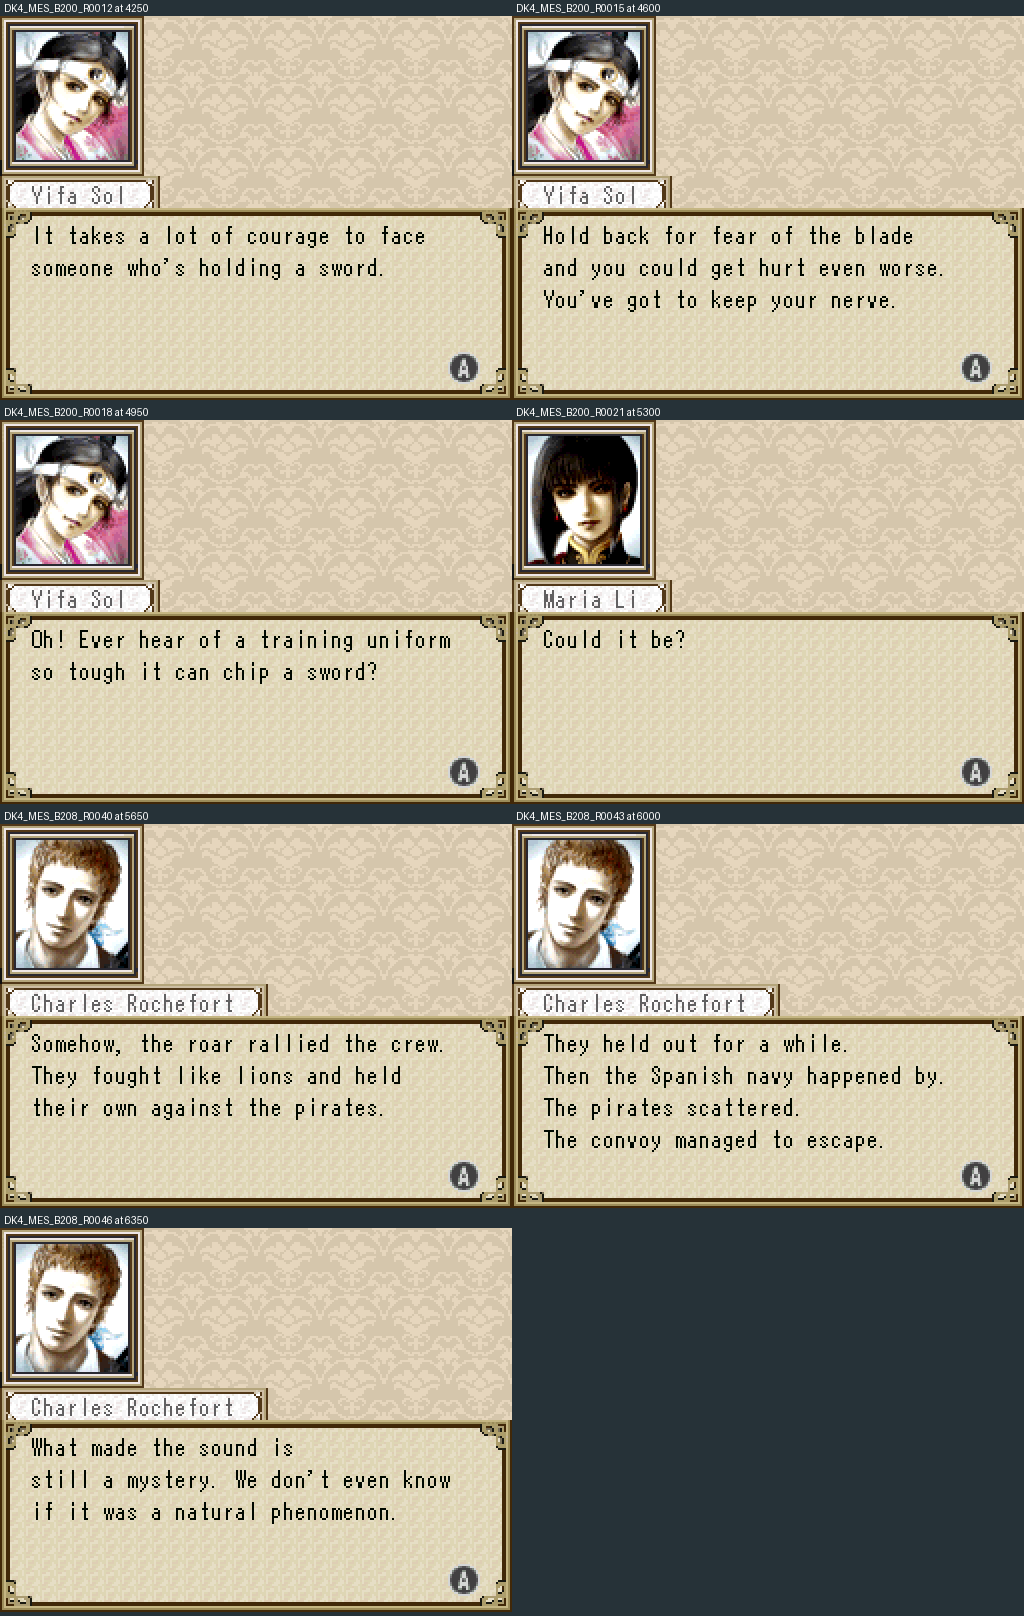 DK4_MES_B200_R0012 at 4250
Yifa Sol
It takes a lot of courage to face
someone who's holding a sword.
A
DK4_MES_B200_R0015 at 4600
Yifa Sol
Hold back for fear of the blade
and you could get hurt even worse.
You've got to keep your nerve.
A
DK4_MES_B200_R0018 at 4950
Yifa Sol
Oh! Ever hear of a training uniform
so tough it can chip a sword?
A
DK4_MES_B200_R0021 at 5300
Maria Li
Could it be?
A
DK4_MES_B208_R0040 at 5650
Charles Rochefort
Somehow, the roar rallied the crew.
They fought like lions and held
their own against the pirates.
A
DK4_MES_B208_R0043 at 6000
Charles Rochefort
They held out for a while.
Then the Spanish navy happened by.
The pirates scattered.
The convoy managed to escape.
A
DK4_MES_B208_R0046 at 6350
Charles Rochefort
What made the sound is
still a mystery. We don't even know
if it was a natural phenomenon.
A